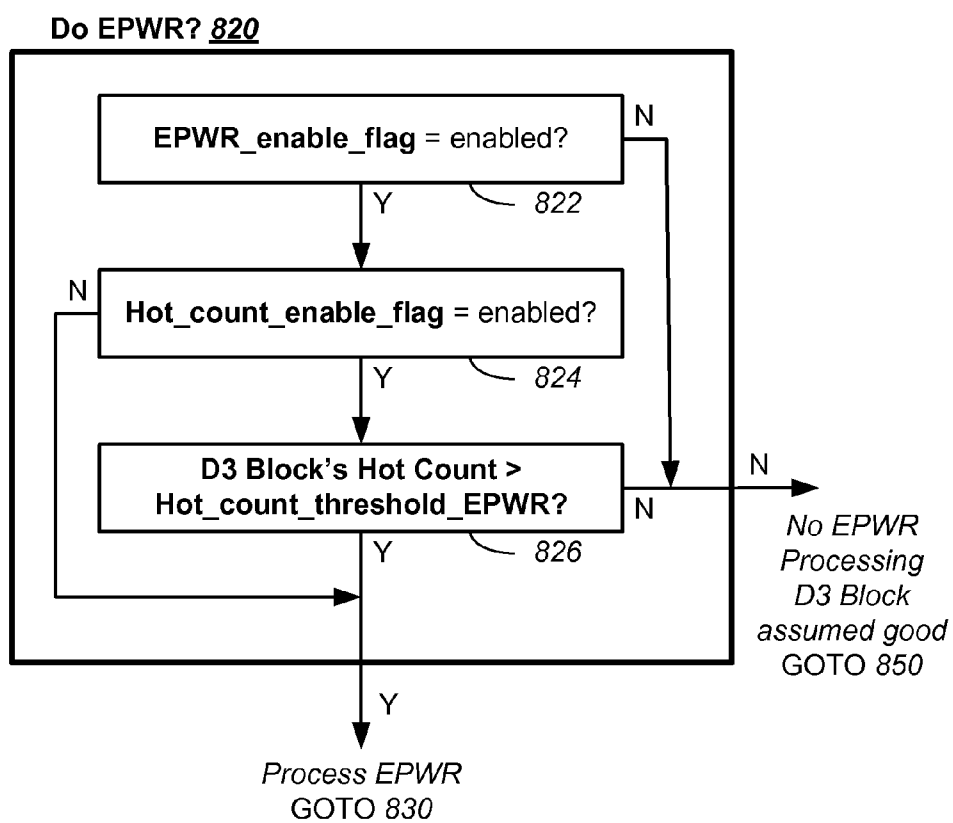 Do EPWR? 820
EPWR_enable_flag = enabled?
N
Y
822
N
Hot_count_enable_flag = enabled?
Y
824
D3 Block's Hot Count >
Hot_count_threshold_EPWR?
N
N
Y
826
No EPWR
Processing
D3 Block
assumed good
GOTO 850
Y
Process EPWR
GOTO 830